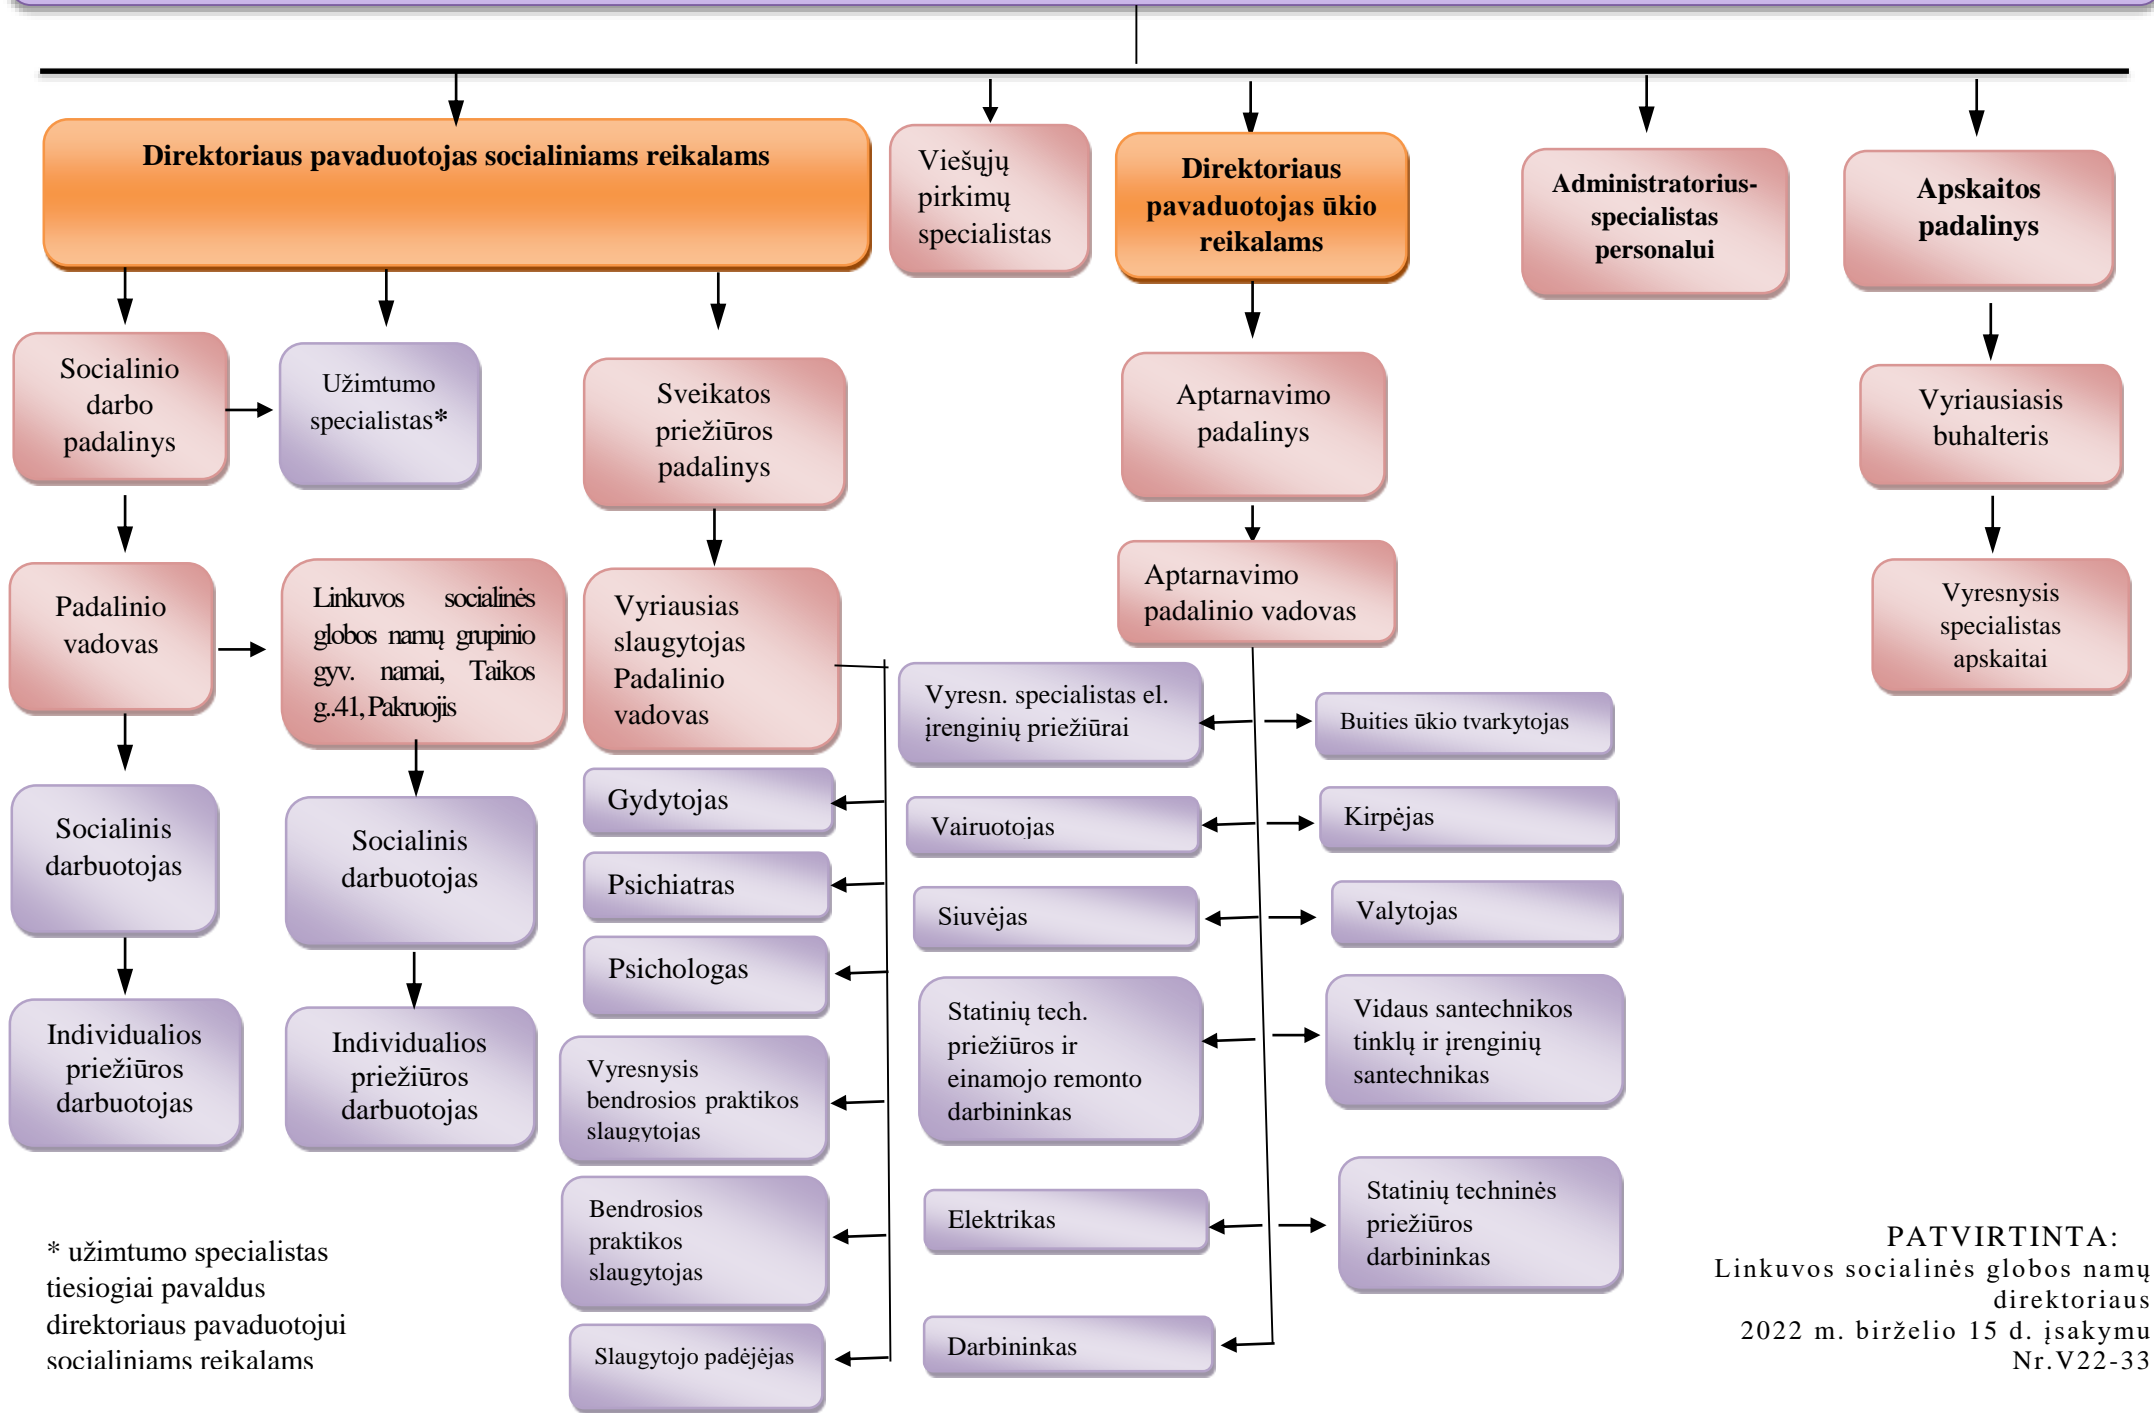 Direktoriaus pavaduotojas socialiniams reikalams
Viešųjų
pirkimų
specialistas
Direktoriaus
pavaduotojas ūkio
reikalams
Administratorius-
specialistas
personalui
Apskaitos
padalinys
Socialinio
darbo
padalinys
Užimtumo
specialistas*
Sveikatos
priežiūros
padalinys
Aptarnavimo
padalinys
Vyriausiasis
buhalteris
Padalinio
vadovas
Linkuvos socialinės
globos namų grupinio
gyv. namai, Taikos
g..41, Pakruojis
Vyriausias
slaugytojas
Padalinio
vadovas
Aptarnavimo
padalinio vadovas
Vyresnysis
specialistas
apskaitai
Vyresn. specialistas el.
įrenginių priežiūrai
Buities ūkio tvarkytojas
Gydytojas
Vairuotojas
Kirpėjas
Socialinis
darbuotojas
Socialinis
darbuotojas
Psichiatras
Siuvėjas
Valytojas
Psichologas
Statinių tech.
priežiūros ir
einamojo remonto
darbininkas
Vidaus santechnikos
tinklų ir įrenginių
santechnikas
Individualios
priežiūros
darbuotojas
Individualios
priežiūros
darbuotojas
Vyresnysis
bendrosios praktikos
slaugytojas
Bendrosios
praktikos
slaugytojas
Elektrikas
Statinių techninės
priežiūros
darbininkas
Slaugytojo padėjėjas
Darbininkas
* užimtumo specialistas
tiesiogiai pavaldus
direktoriaus pavaduotojui
socialiniams reikalams
PATVIRTINTA:
Linkuvos socialinės globos namų
direktoriaus
2022 m. birželio 15 d. įsakymu
Nr.V22-33